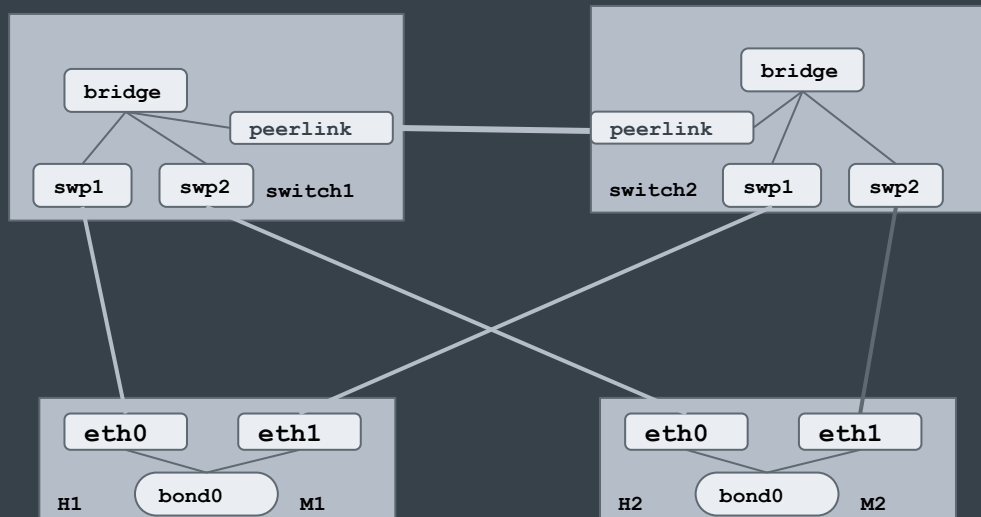 bridge
peerlink
swp1
swp2
switch1
bridge
peerlink
switch2
swp1
swp2
eth0
eth1
bond0
H1
M1
eth0
eth1
bond0
H2
M2